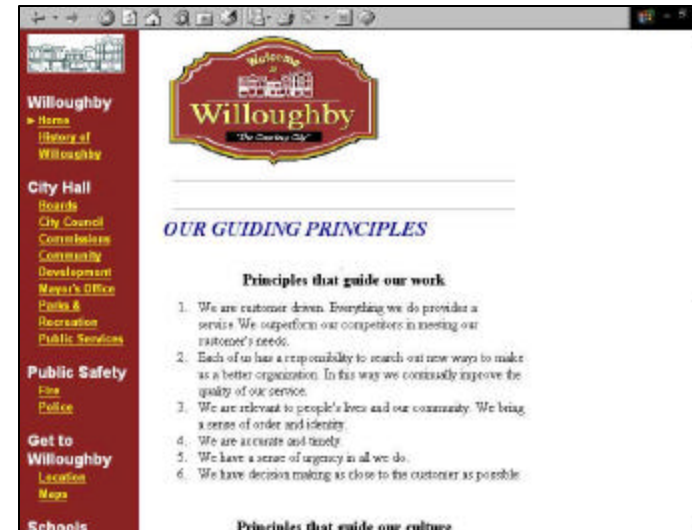 Welcome
to
Willoughby
"The Courtesy City"
Willoughby
Home
History of
Willoughby
City Hall
Boards
City Council
Commissions
Community
Development
Mayor's Office
Parks &
Recreation
Public Services
Public Safety
Fire
Police
Get to
Willoughby
Location
Maps
Schools
OUR GUIDING PRINCIPLES
Principles that guide our work
1. We are customer driven. Everything we do provides a
service. We outperform our competitors in meeting our
customer's needs.
2. Each of us has a responsibility to search out new ways to make
us a better organization. In this way we continually improve the
quality of our service.
3. We are relevant to people's lives and our community. We bring
a sense of order and identity.
4. We are accurate and timely.
5. We have a sense of urgency in all we do.
6. We have decision making as close to the customer as possible
Principles that guide our culture